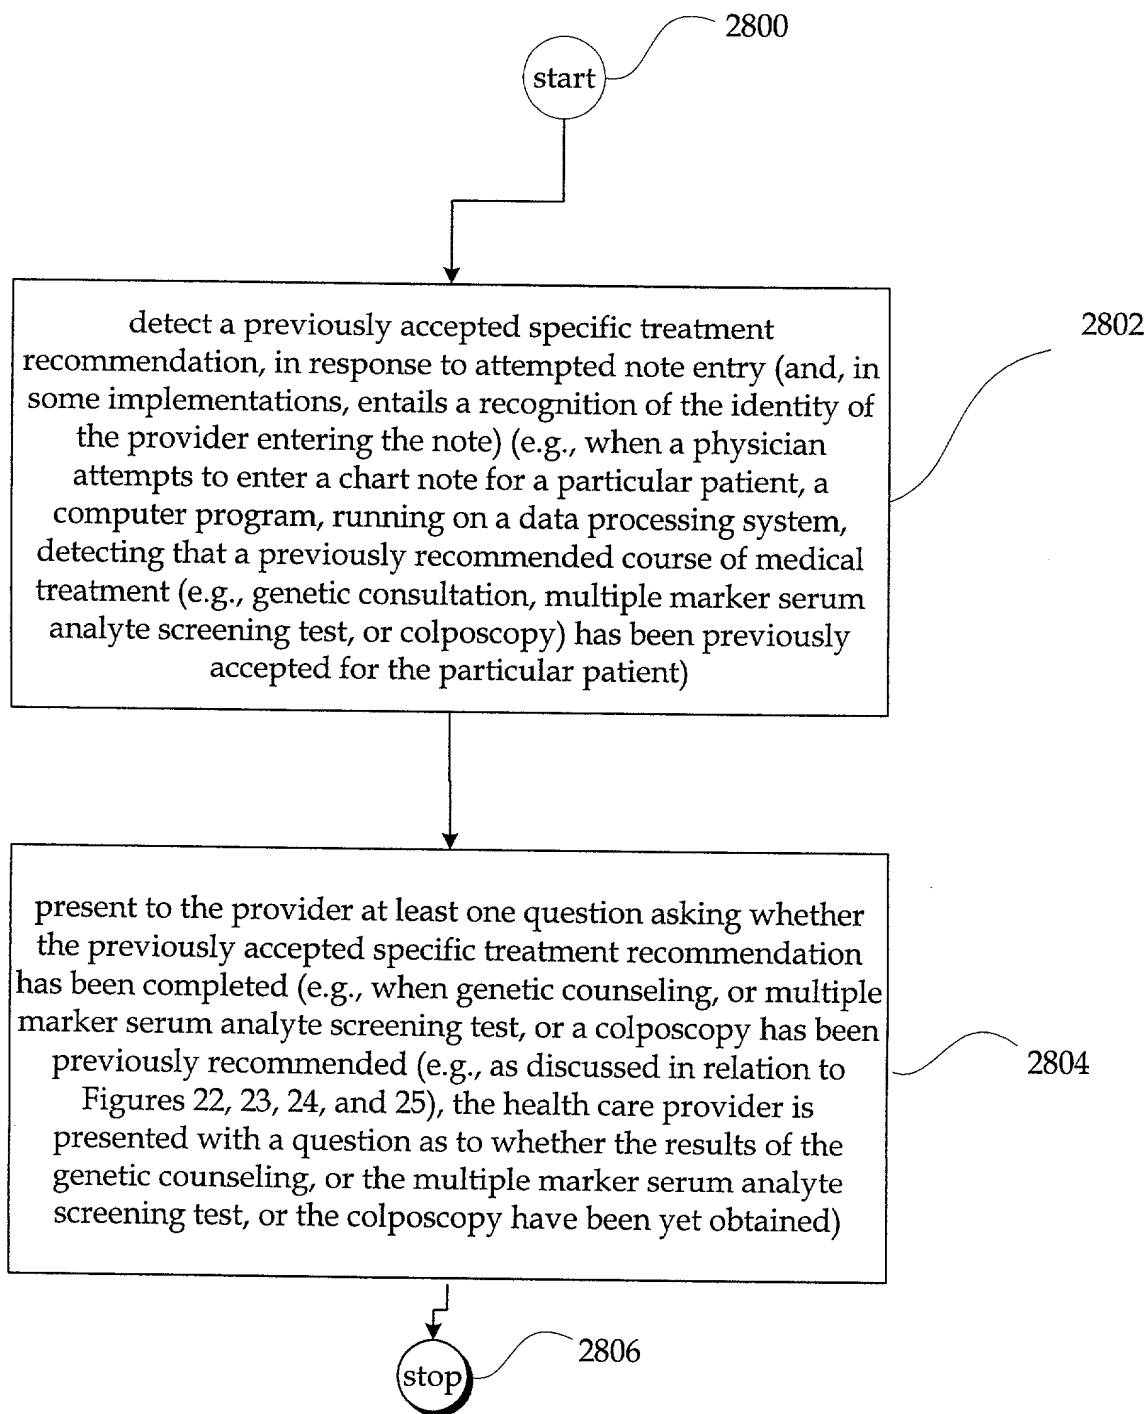 2800
start
2802
detect a previously accepted specific treatment
recommendation, in response to attempted note entry (and, in
some implementations, entails a recognition of the identity of
the provider entering the note) (e.g., when a physician
attempts to enter a chart note for a particular patient, a
computer program, running on a data processing system,
detecting that a previously recommended course of medical
treatment (e.g., genetic consultation, multiple marker serum
analyte screening test, or colposcopy) has been previously
accepted for the particular patient)
present to the provider at least one question asking whether
the previously accepted specific treatment recommendation
has been completed (e.g., when genetic counseling, or multiple
marker serum analyte screening test, or a colposcopy has been
previously recommended (e.g., as discussed in relation to
Figures 22, 23, 24, and 25), the health care provider is
presented with a question as to whether the results of the
genetic counseling, or the multiple marker serum analyte
screening test, or the colposcopy have been yet obtained)
2804
2806
stop